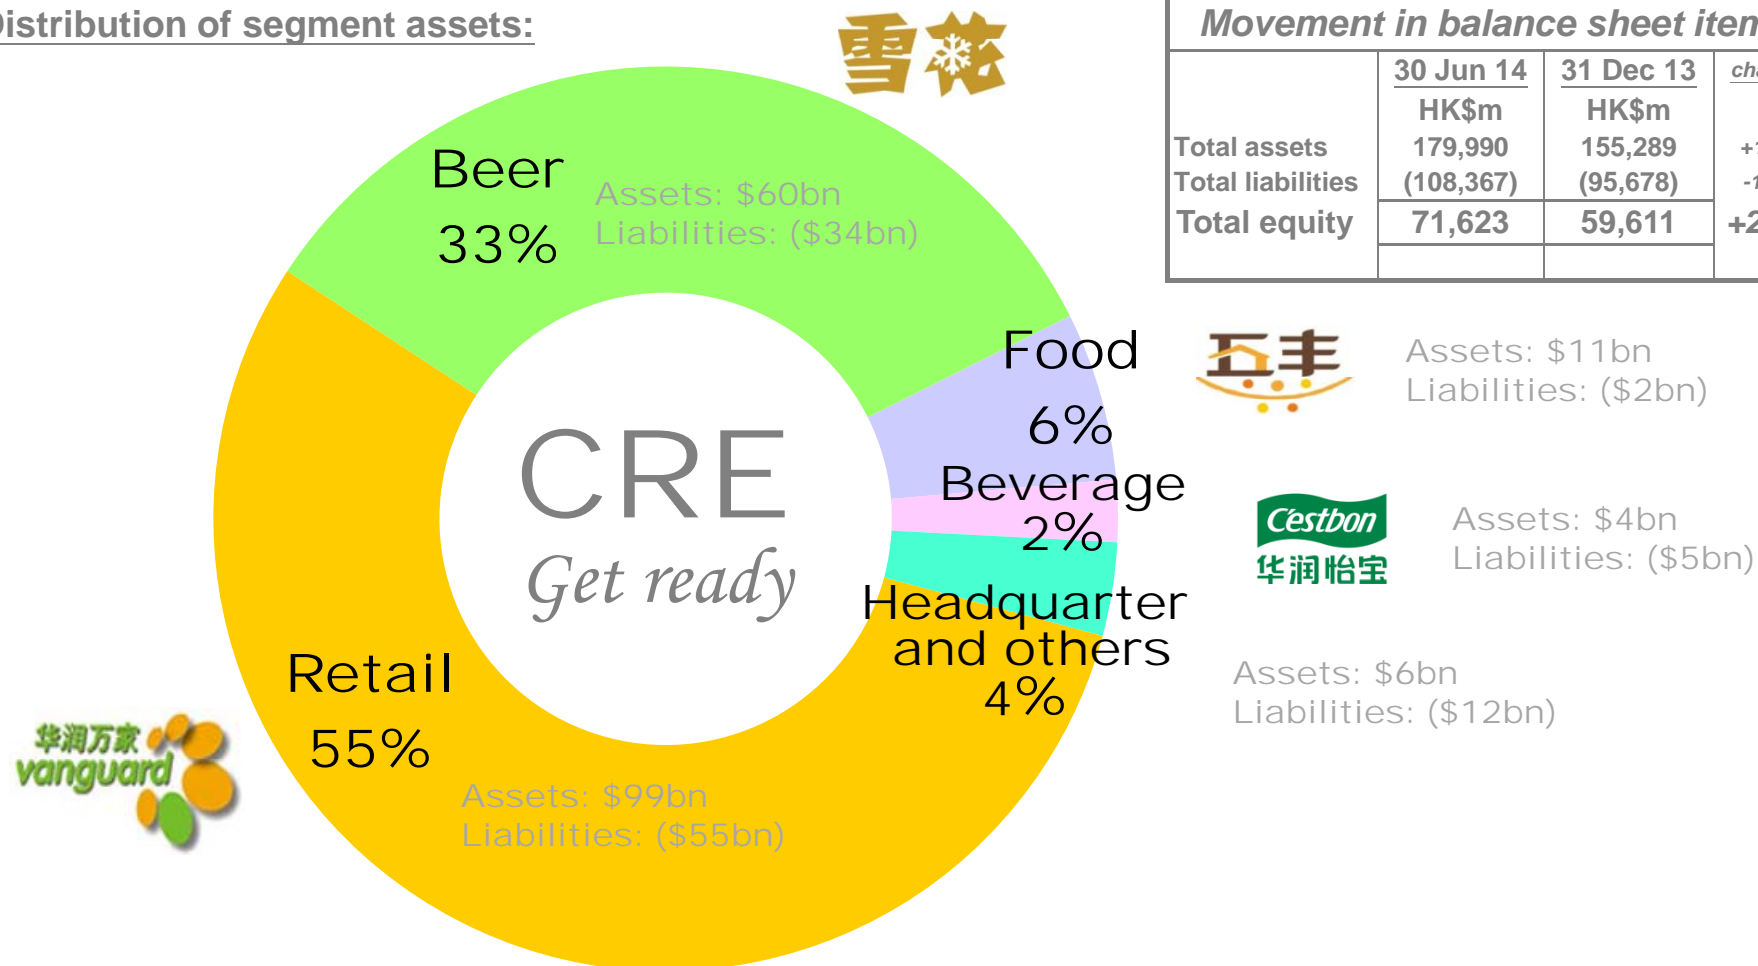 Distribution of segment assets:
雪花
Movement in balance sheet item
30 Jun 14 31 Dec 13
HK$m HK$m
Total assets 179,990 155,289
Total liabilities (108,367) (95,678)
Total equity 71,623 59,611
Beer
33%
Assets: $60bn
Liabilities: ($34bn)
Food
6%
五丰
Assets: $11bn
Liabilities: ($2bn)
Beverage
2%
C'estbon
华润怡宝
Assets: $4bn
Liabilities: ($5bn)
CRE
Get ready
Headquarter
and others
4%
Assets: $6bn
Liabilities: ($12bn)
Retail
55%
华润万家
vanguard
Assets: $99bn
Liabilities: ($55bn)